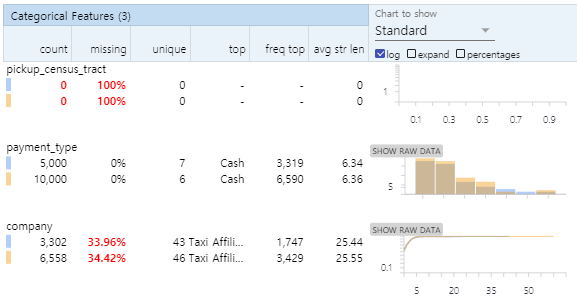 Categorical Features (3)
Chart to show
Standard
count missing unique top freq top avg str len
log expand percentages
pickup_census_tract
0 100% 0 - - 0
0 100% 0 - - 0
1
0.1 0.3 0.5 0.7 0.9
payment_type
SHOW RAW DATA
5,000 0% 7 Cash 3,319 6.34
10,000 0% 6 Cash 6,590 6.36
5
company
SHOW RAW DATA
3,302 33.96% 43 Taxi Affili... 1,747 25.44
6,558 34.42% 46 Taxi Affili... 3,429 25.55
0.1
5 20 35 50